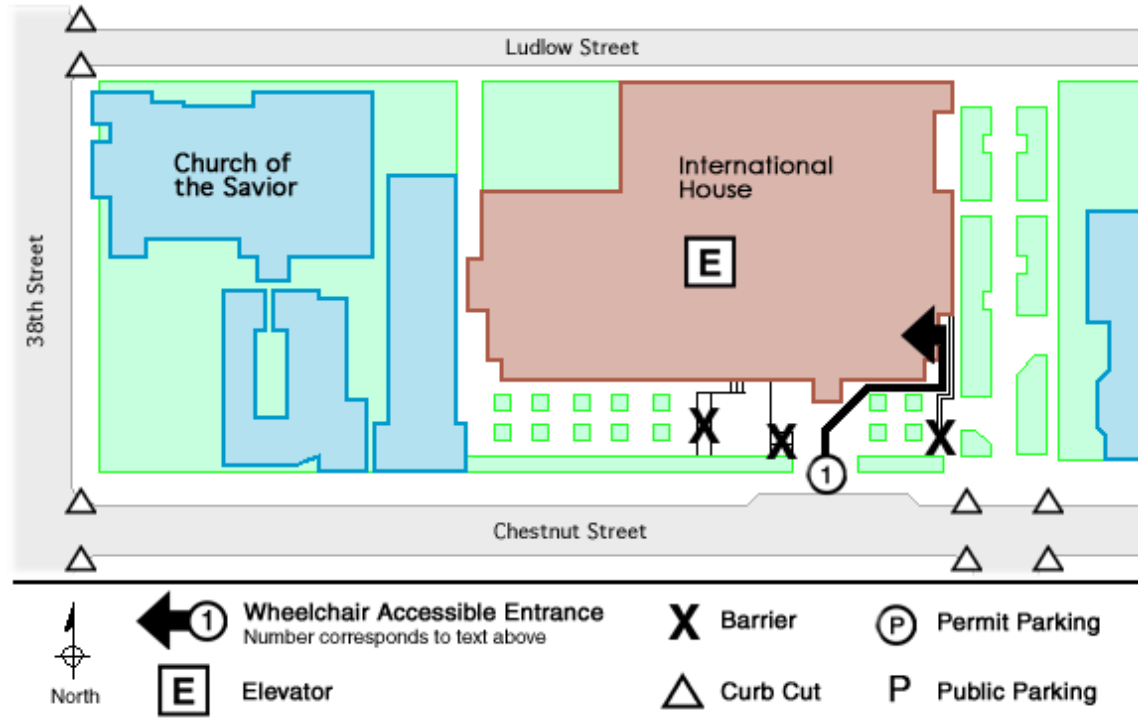 Ludlow Street
Church of
the Savior
International
House
38th Street
E
X
X
X
1
Chestnut Street
1
Wheelchair Accessible Entrance
Number corresponds to text above
X
Barrier
P
Permit Parking
North
E
Elevator
Curb Cut
P
Public Parking